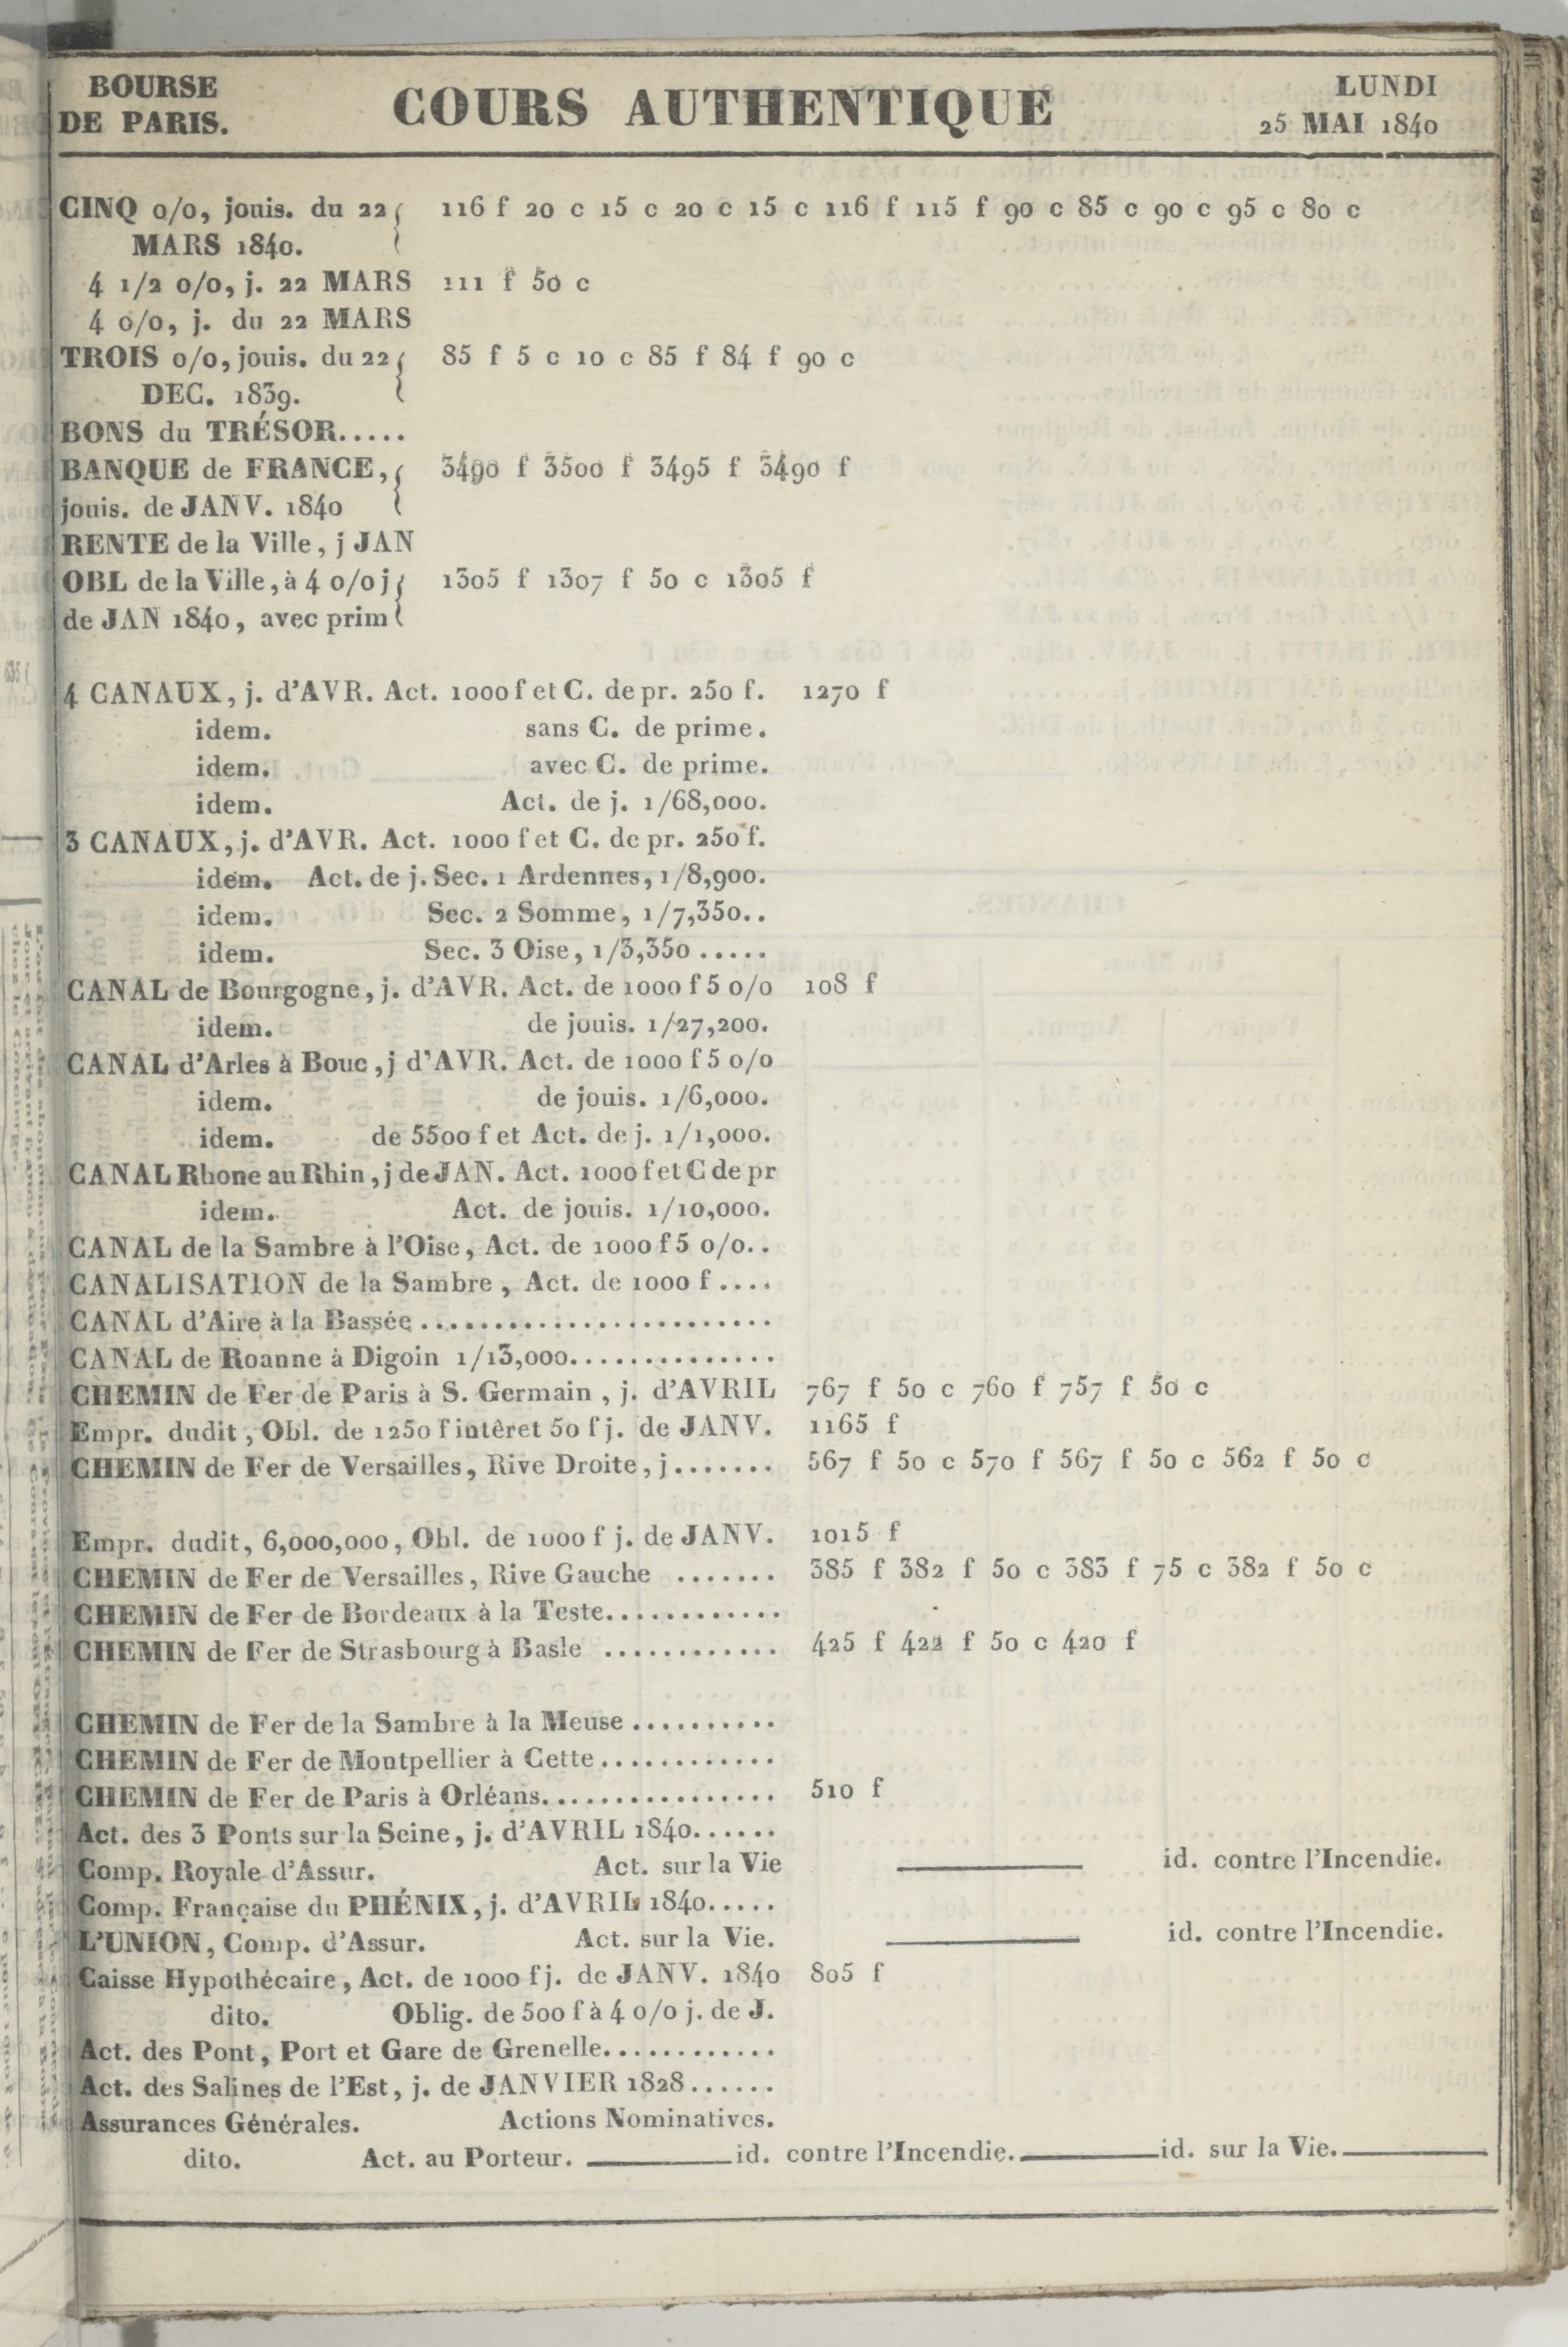 BOURSE
DE PARIS.
COURS AUTHENTIQUE
LUNDI
25 MAI 1840
CINQ o/o, jouis. du 22 116 f 20 c 15 c 20 c 15 c 116 f 115 f 90 c 85 c 90 c 95 c 80 c
MARS 1840.
4 1/2 o/o, j. 22 MARS 111 f 50 c
4 o/o, j. du 22 MARS
TROIS o/o, jouis. du 22 85 f 5 c 10 c 85 f 84 f 90 c
DEC. 1839.
BONS du TRÉSOR.....
BANQUE de FRANCE, 3490 f 3500 f 3495 f 3490 f
jouis. de JANV. 1840
RENTE de la Ville, j JAN
OBL de la Ville, à 4 o/o j 1305 f 1307 f 50 c 1305 f
de JAN 1840, avec prim
4 CANAUX, j. d'AVR. Act. 1000 f et C. de pr. 250 f. 1270 f
idem. sans C. de prime.
idem. avec C. de prime.
idem. Act. de j. 1/68,000.
3 CANAUX, j. d'AVR. Act. 1000 f et C. de pr. 250 f.
idem. Act. de j. Sec. 1 Ardennes, 1/8,900.
idem. Sec. 2 Somme, 1/7,350..
idem. Sec. 3 Oise, 1/3,350.....
CANAL de Bourgogne, j. d'AVR. Act. de 1000 f 5 o/o 108 f
idem. de jouis. 1/27,200.
CANAL d'Arles à Bouc, j d'AVR. Act. de 1000 f 5 o/o
idem. de jouis. 1/6,000.
idem. de 5500 f et Act. de j. 1/1,000.
CANAL Rhone au Rhin, j de JAN. Act. 1000 f et C de pr
idem. Act. de jouis. 1/10,000.
CANAL de la Sambre à l'Oise, Act. de 1000 f 5 o/o..
CANALISATION de la Sambre, Act. de 1000 f....
CANAL d'Aire à la Bassée........................
CANAL de Roanne à Digoin 1/13,000..............
CHEMIN de Fer de Paris à S. Germain, j. d'AVRIL 767 f 50 c 760 f 757 f 50 c
Empr. dudit, Obl. de 1250 f intêret 50 f j. de JANV. 1165 f
CHEMIN de Fer de Versailles, Rive Droite, j....... 567 f 50 c 570 f 567 f 50 c 562 f 50 c
Empr. dudit, 6,000,000, Obl. de 1000 f j. de JANV. 1015 f
CHEMIN de Fer de Versailles, Rive Gauche ....... 385 f 382 f 50 c 383 f 75 c 382 f 50 c
CHEMIN de Fer de Bordeaux à la Teste............
CHEMIN de Fer de Strasbourg à Basle ............ 425 f 422 f 50 c 420 f
CHEMIN de Fer de la Sambre à la Meuse..........
CHEMIN de Fer de Montpellier à Cette............
CHEMIN de Fer de Paris à Orléans................ 510 f
Act. des 3 Ponts sur la Seine, j. d'AVRIL 1840......
Comp. Royale d'Assur. Act. sur la Vie id. contre l'Incendie.
Comp. Française du PHÉNIX, j. d'AVRIL 1840.....
L'UNION, Comp. d'Assur. Act. sur la Vie. id. contre l'Incendie.
Caisse Hypothécaire, Act. de 1000 f j. de JANV. 1840 805 f
dito. Oblig. de 500 f à 4 o/o j. de J.
Act. des Pont, Port et Gare de Grenelle............
Act. des Salines de l'Est, j. de JANVIER 1828......
Assurances Générales. Actions Nominatives.
dito. Act. au Porteur. id. contre l'Incendie. id. sur la Vie.